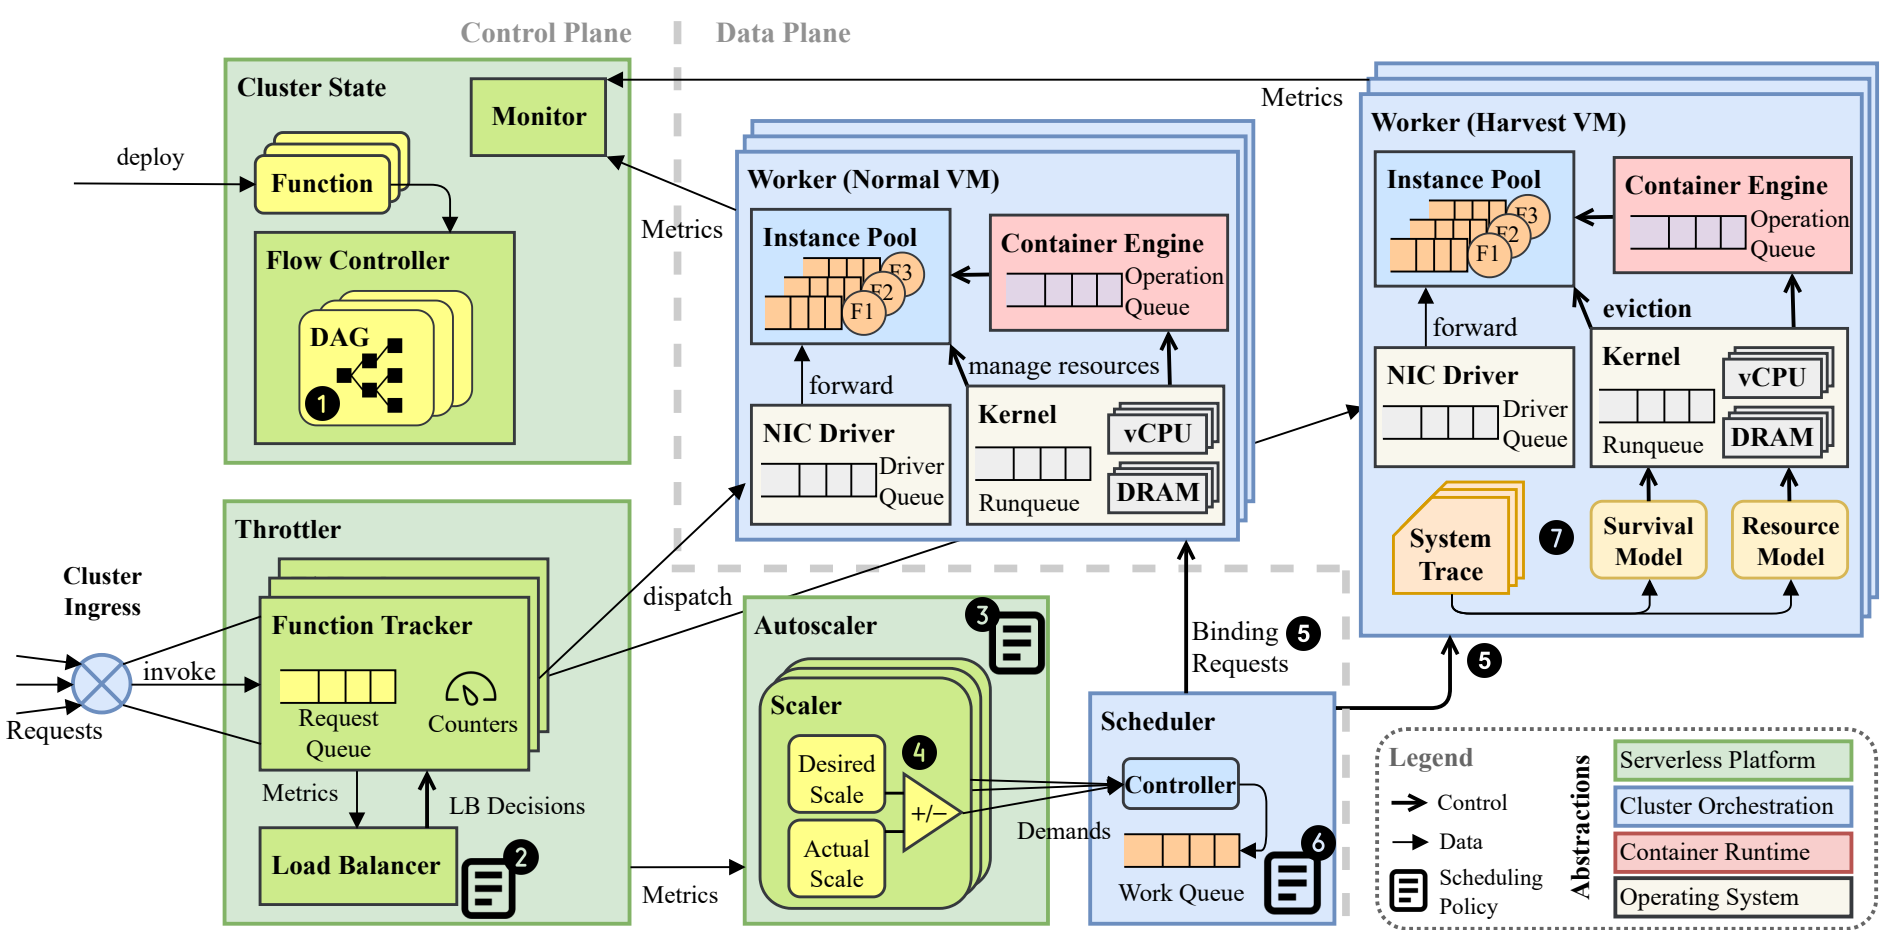 Control Plane
Data Plane
Cluster State
Monitor
deploy
Function
Flow Controller
DAG
1
Metrics
Metrics
Worker (Normal VM)
Instance Pool
F3
F2
F1
Container Engine
Operation
Queue
forward
manage resources
NIC Driver
Driver
Queue
Kernel
Runqueue
vCPU
DRAM
Worker (Harvest VM)
Instance Pool
F3
F2
F1
Container Engine
Operation
Queue
forward
eviction
NIC Driver
Driver
Queue
Kernel
Runqueue
vCPU
DRAM
System
Trace
7
Survival
Model
Resource
Model
Throttler
Cluster
Ingress
Function Tracker
invoke
Requests
Request
Queue
Counters
dispatch
Metrics
LB Decisions
Load Balancer
2
Metrics
Autoscaler
3
Scaler
Desired
Scale
4
+/−
Actual
Scale
Demands
Binding
Requests
5
5
Scheduler
Controller
6
Work Queue
Legend
Control
Data
Scheduling
Policy
Abstractions
Serverless Platform
Cluster Orchestration
Container Runtime
Operating System